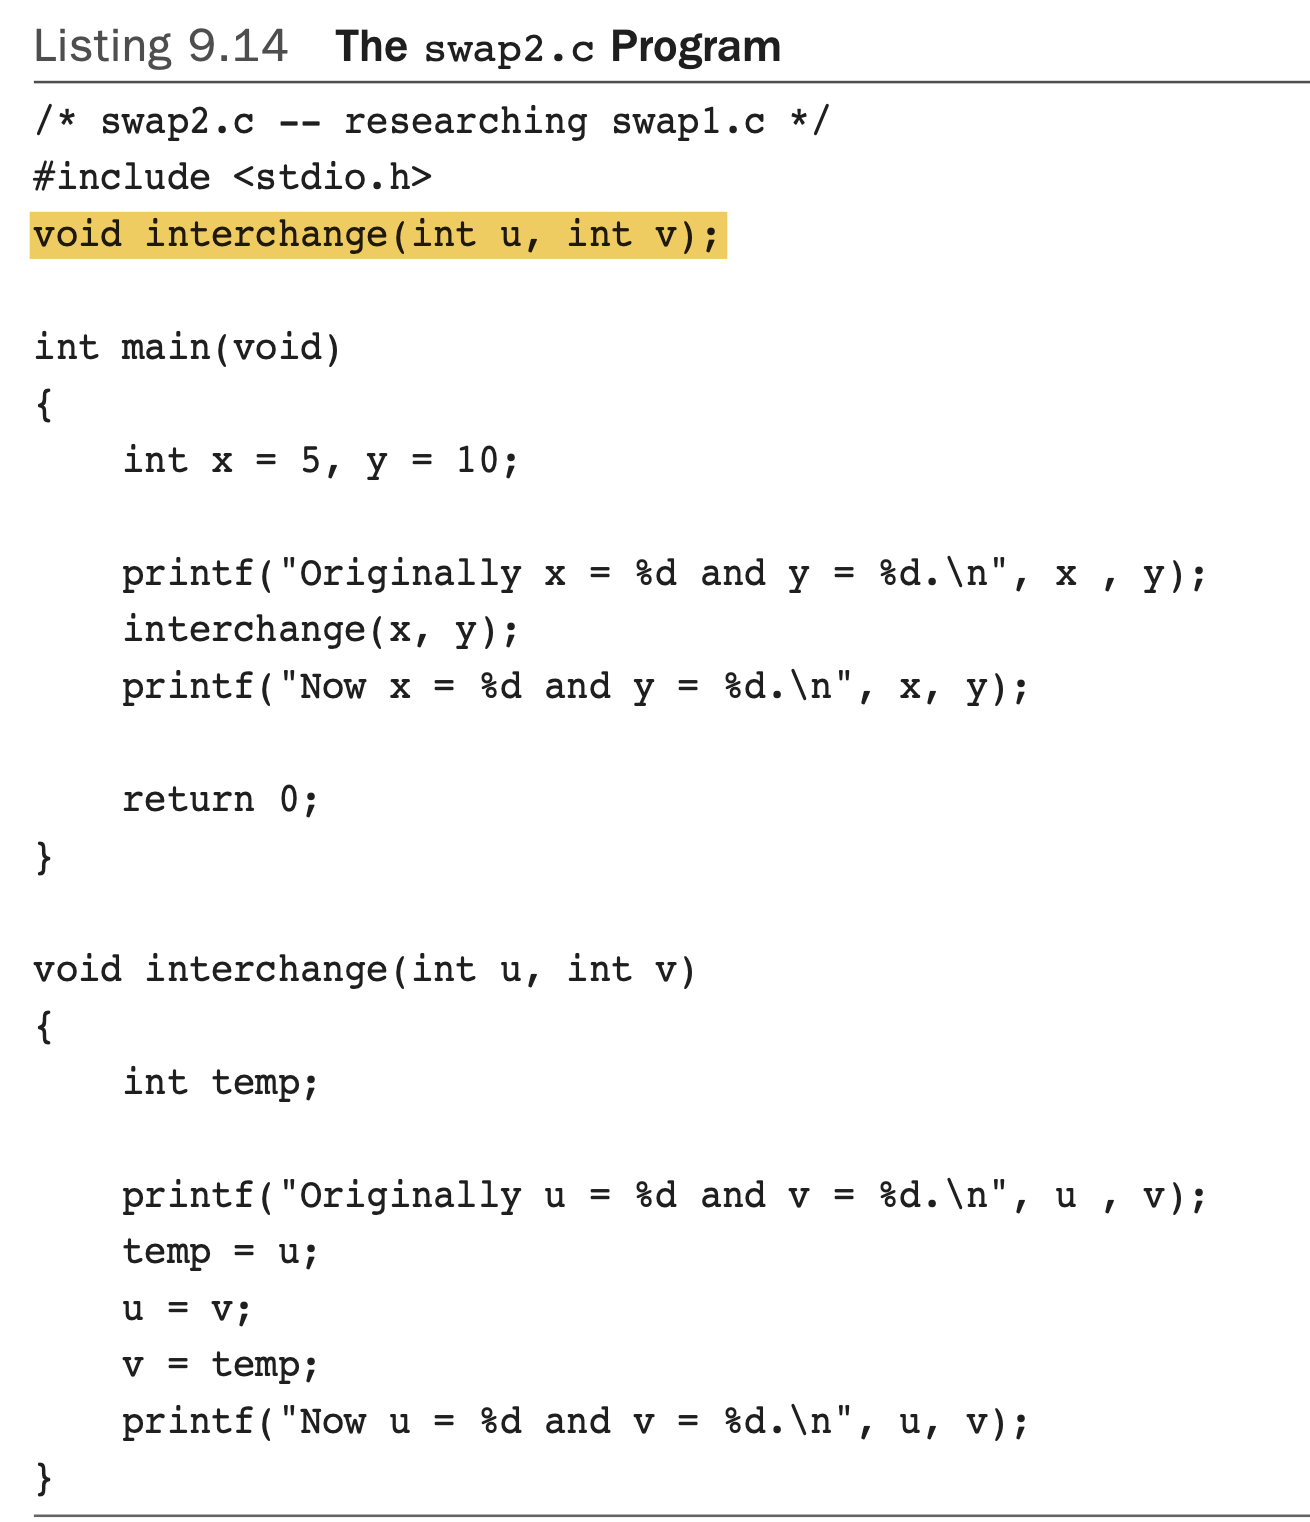 Listing 9.14 The swap2.c Program
/* swap2.c -- researching swap1.c */
#include <stdio.h>
void interchange(int u, int v);
int main(void)
{
    int x = 5, y = 10;
    printf("Originally x = %d and y = %d.\n", x , y);
    interchange(x, y);
    printf("Now x = %d and y = %d.\n", x, y);
    return 0;
}
void interchange(int u, int v)
{
    int temp;
    printf("Originally u = %d and v = %d.\n", u , v);
    temp = u;
    u = v;
    v = temp;
    printf("Now u = %d and v = %d.\n", u, v);
}